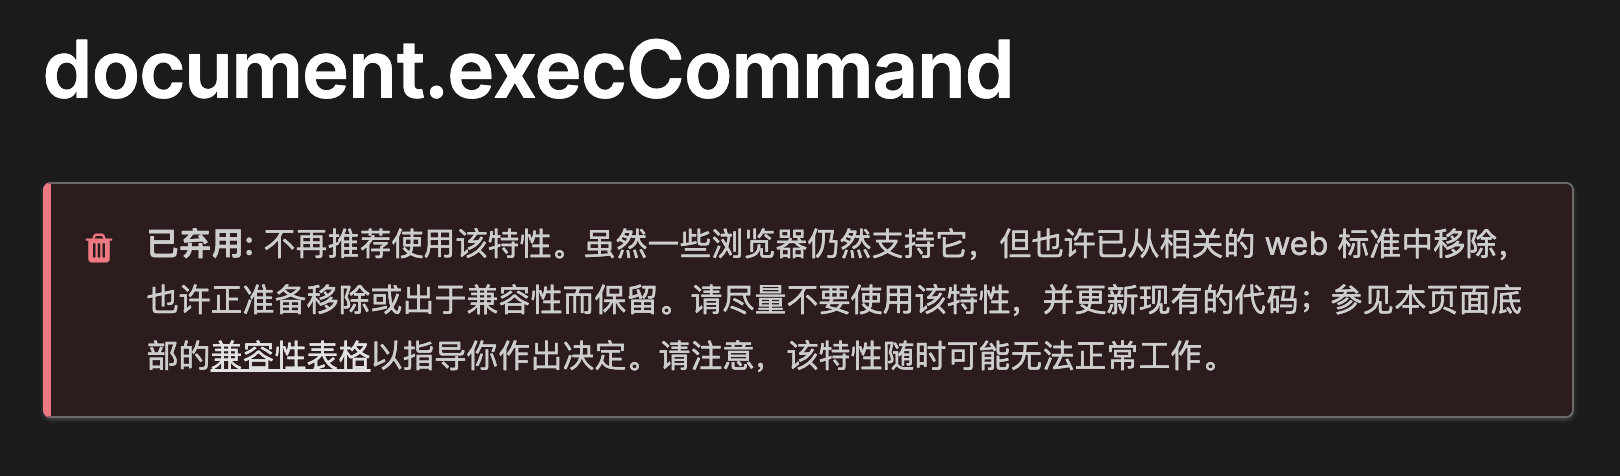 document.execCommand
已弃用: 不再推荐使用该特性。虽然一些浏览器仍然支持它，但也许已从相关的 web 标准中移除，
也许正准备移除或出于兼容性而保留。请尽量不要使用该特性，并更新现有的代码；参见本页面底
部的兼容性表格以指导你作出决定。请注意，该特性随时可能无法正常工作。